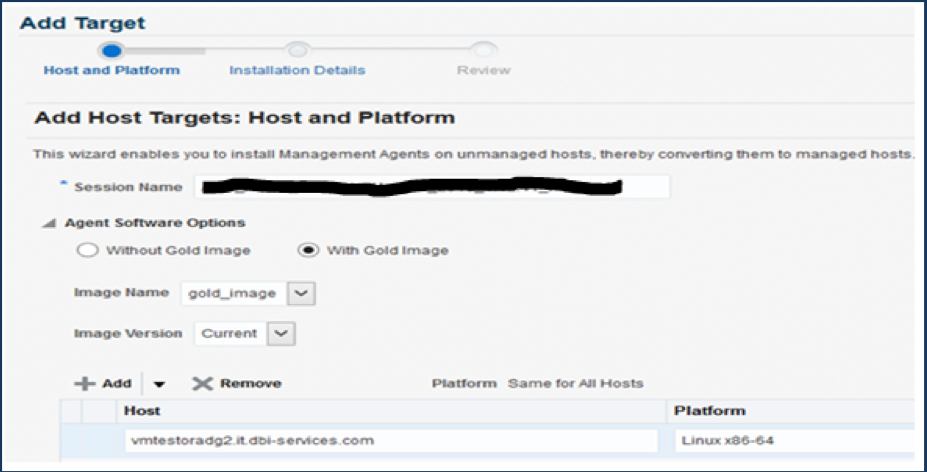 Add Target
Host and Platform Installation Details Review
Add Host Targets: Host and Platform
This wizard enables you to install Management Agents on unmanaged hosts, thereby converting them to managed hosts.
* Session Name
Agent Software Options
Without Gold Image With Gold Image
Image Name gold_image
Image Version Current
Add Remove Platform Same for All Hosts
Host Platform
vmtestoradg2.it.dbi-services.com Linux x86-64